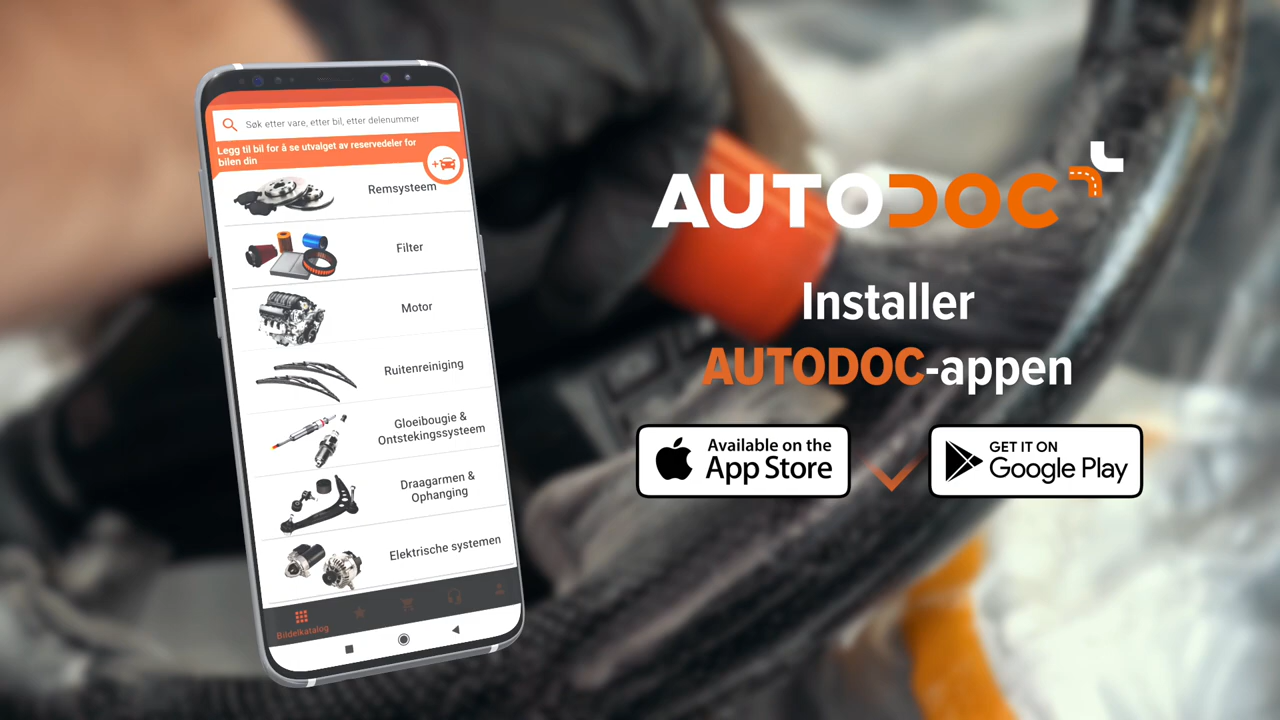 Søk etter vare, etter bil, etter delenummer
Legg til bil for å se utvalget av reservedeler for
bilen din
Remsysteem
Filter
Motor
Ruitenreiniging
Gloeibougie &
Ontstekingssysteem
Draagarmen &
Ophanging
Elektrische systemen
Bildelkatalog
AUTODOC
Installer
AUTODOC-appen
Available on the
App Store
GET IT ON
Google Play